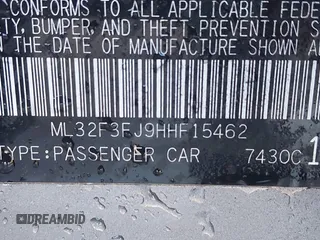 CONFORMS TO ALL APPLICABLE FEDE
TY, BUMPER, AND THEFT PREVENTION S
N THE DATE OF MANUFACTURE SHOWN A
ML32F3FJ9HHF15462
TYPE:PASSENGER CAR 7430C 1
DREAMBID